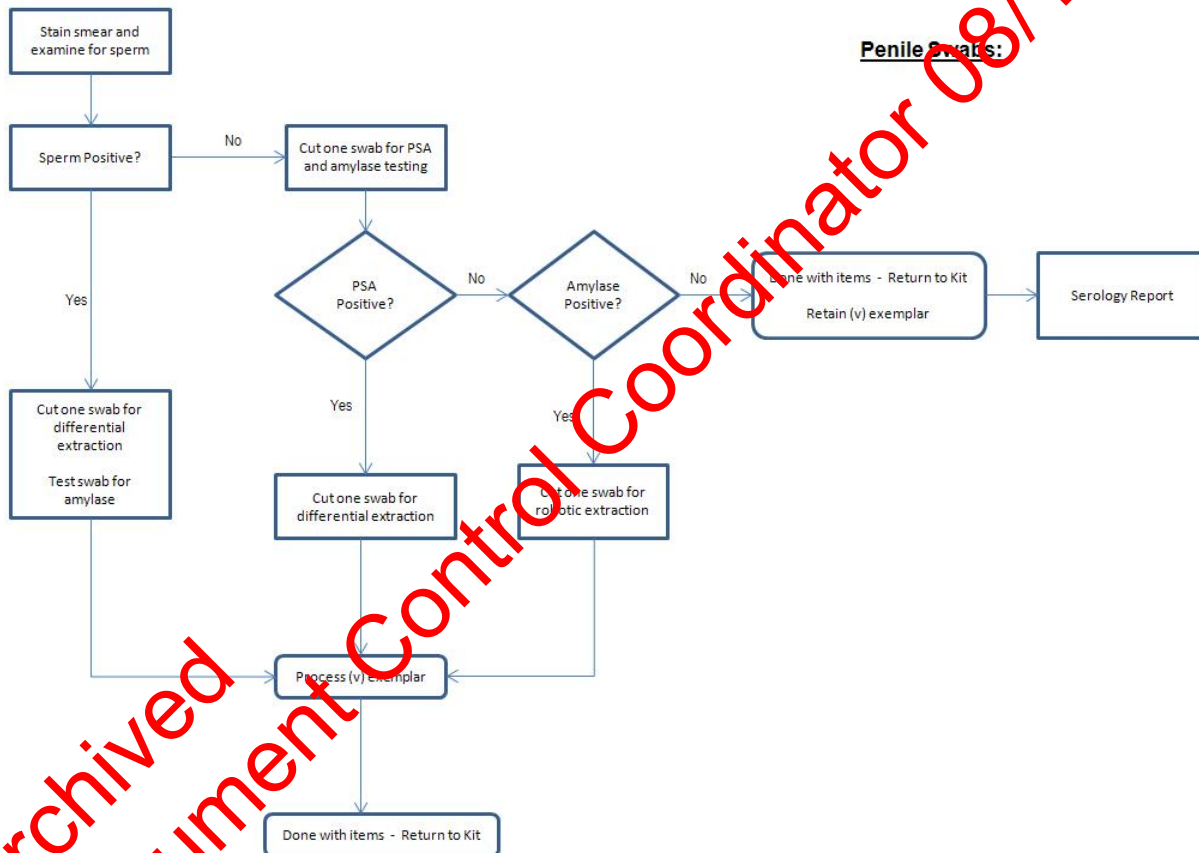 Penile Swabs:
Stain smear and
examine for sperm
Sperm Positive?
No
Cut one swab for PSA
and amylase testing
Yes
PSA
Positive?
No
Amylase
Positive?
No
Done with items - Return to Kit
Retain (v) exemplar
Serology Report
Cut one swab for
differential
extraction
Test swab for
amylase
Yes
Cut one swab for
differential extraction
Yes
Cut one swab for
robotic extraction
Process (v) exemplar
Done with items - Return to Kit
rchived
ument Control Coordinator 08/